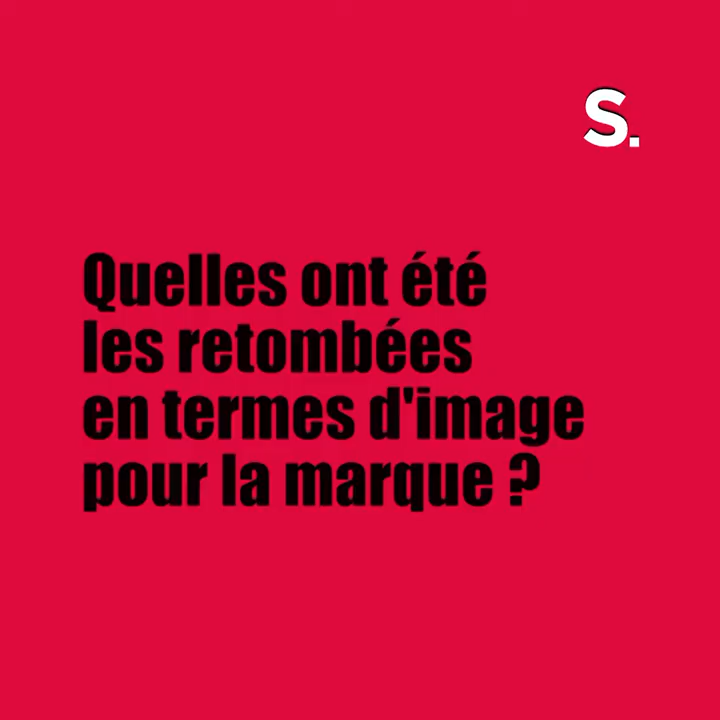 S.
Quelles ont été
les retombées
en termes d'image
pour la marque ?